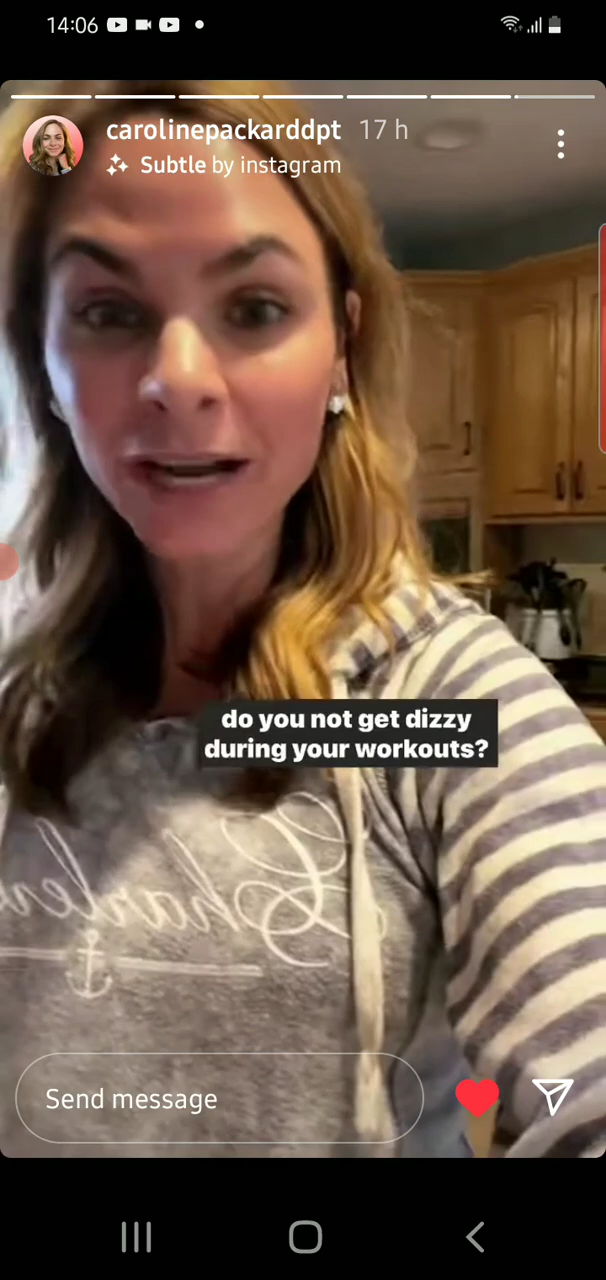 14:06
carolinepackarddpt 17 h
Subtle by instagram
do you not get dizzy
during your workouts?
Send message